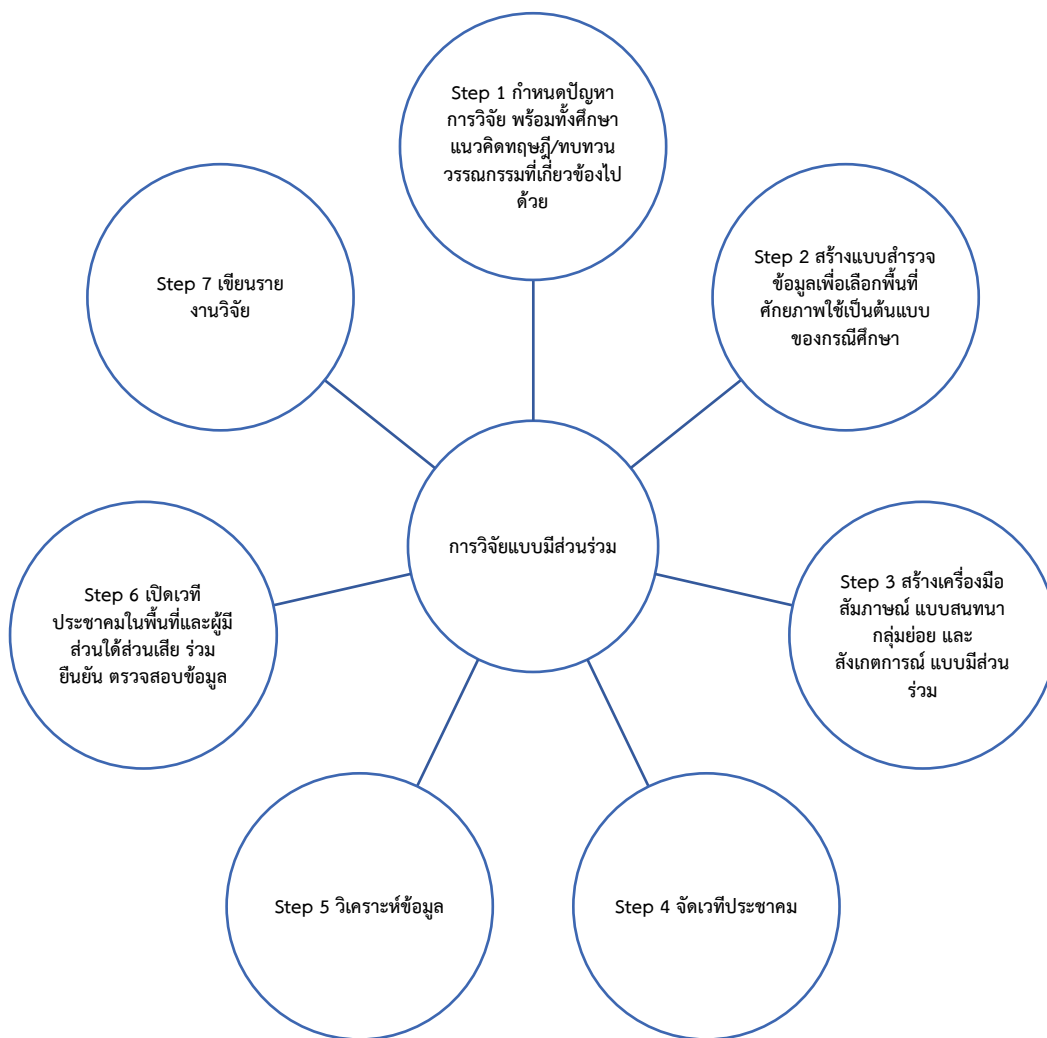 Step 1 กำหนดปัญหา
การวิจัย พร้อมทั้งศึกษา
แนวคิดทฤษฎี/ทบทวน
วรรณกรรมที่เกี่ยวข้องไป
ด้วย
Step 2 สร้างแบบสำรวจ
ข้อมูลเพื่อเลือกพื้นที่
ศักยภาพใช้เป็นต้นแบบ
ของกรณีศึกษา
Step 3 สร้างเครื่องมือ
สัมภาษณ์ แบบสนทนา
กลุ่มย่อย และ
สังเกตการณ์ แบบมีส่วน
ร่วม
Step 4 จัดเวทีประชาคม
Step 5 วิเคราะห์ข้อมูล
Step 6 เปิดเวที
ประชาคมในพื้นที่และผู้มี
ส่วนใด้ส่วนเสีย ร่วม
ยืนยัน ตรวจสอบข้อมูล
Step 7 เขียนราย
งานวิจัย
การวิจัยแบบมีส่วนร่วม